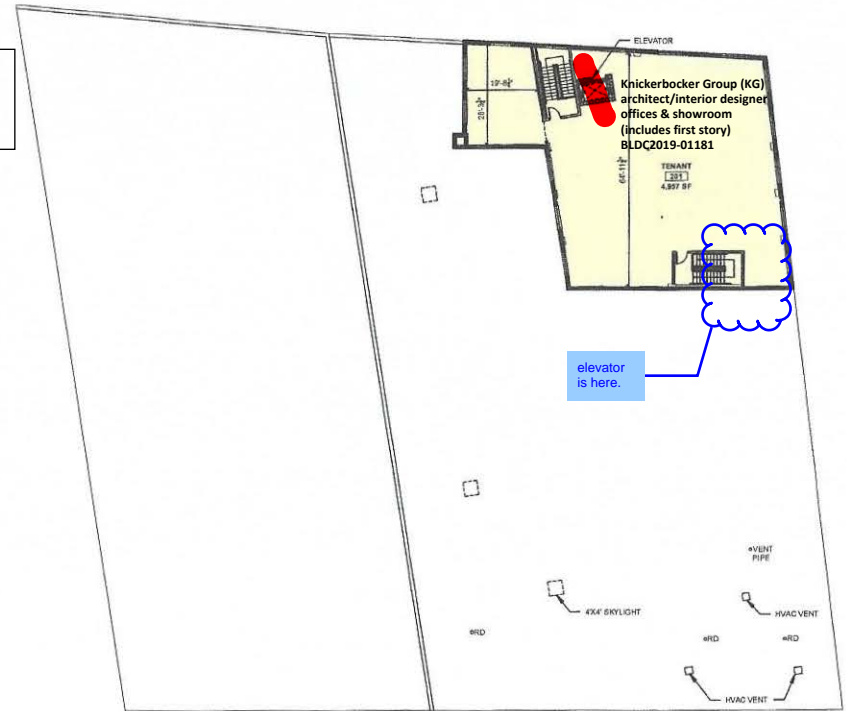 ELEVATOR
Knickerbocker Group (KG)
architect/interior designer
offices & showroom
(includes first story)
BLDC2019-01181
TENANT
201
4,957 SF
elevator
is here.
VENT
PIPE
4'X4' SKYLIGHT
HVAC VENT
RD
RD
RD
HVAC VENT